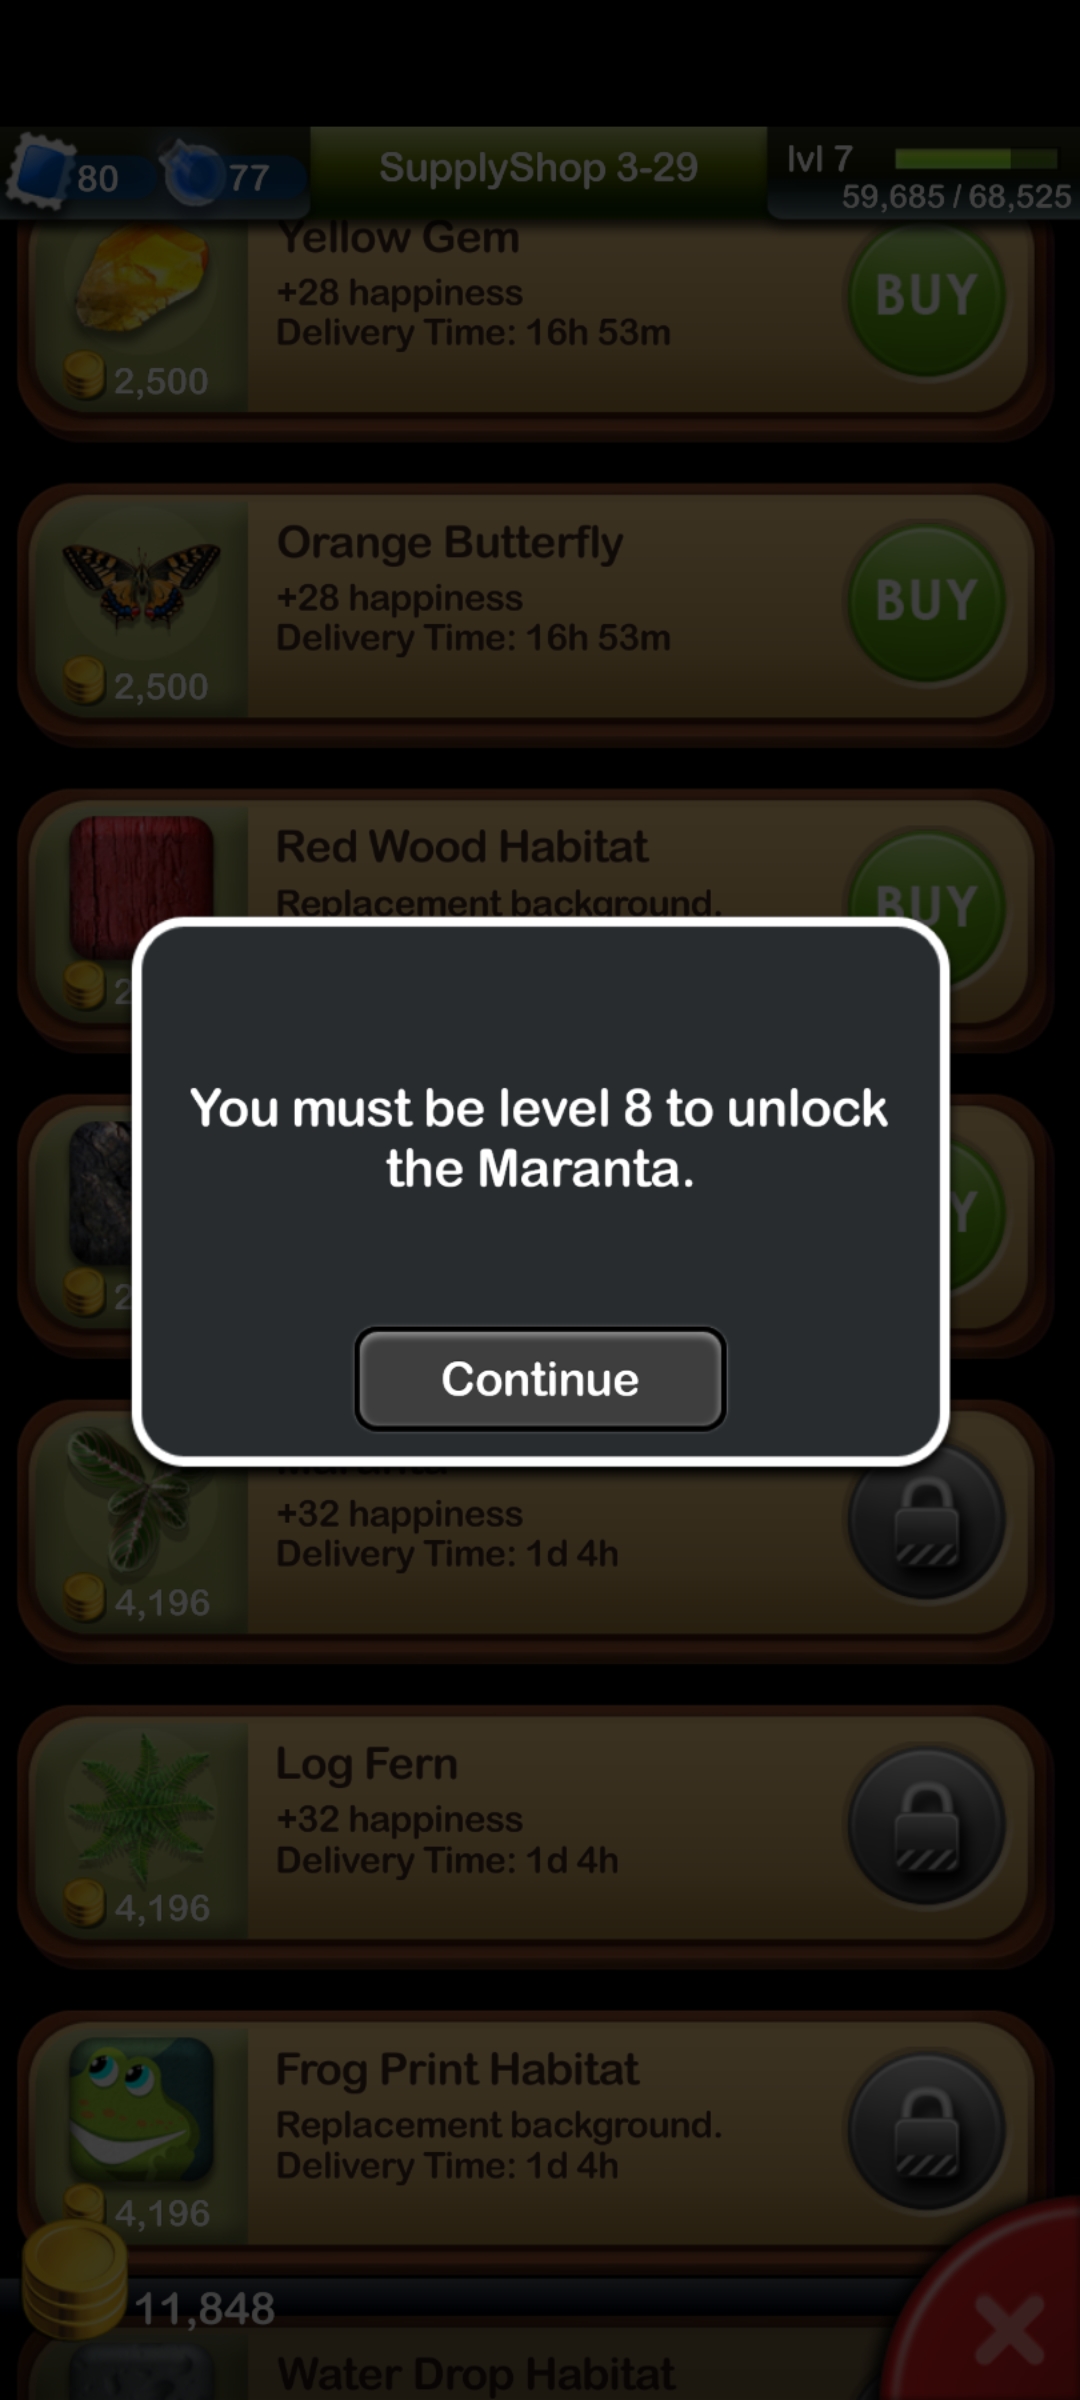 80
77
SupplyShop 3-29
lvl 7
59,685 / 68,525
Yellow Gem
+28 happiness
Delivery Time: 16h 53m
BUY
2,500
Orange Butterfly
+28 happiness
Delivery Time: 16h 53m
BUY
2,500
Red Wood Habitat
Replacement background.
BUY
2
You must be level 8 to unlock
the Maranta.
Y
2
Continue
Maranta
+32 happiness
Delivery Time: 1d 4h
4,196
Log Fern
+32 happiness
Delivery Time: 1d 4h
4,196
Frog Print Habitat
Replacement background.
Delivery Time: 1d 4h
4,196
11,848
Water Drop Habitat